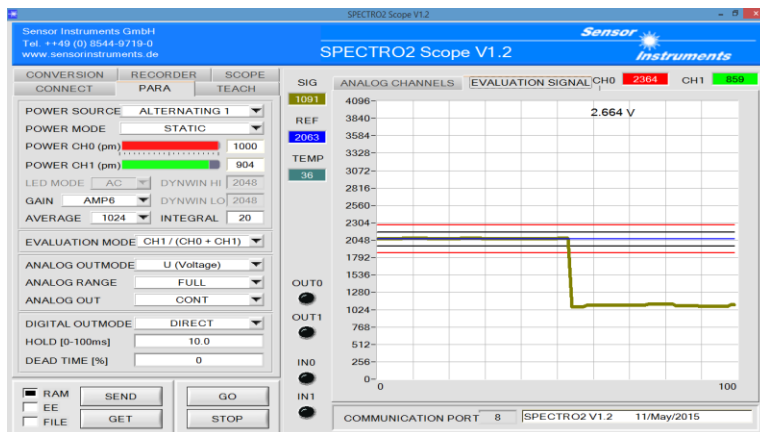 SPECTRO2 Scope V1.2
Sensor Instruments GmbH
Tel. ++49 (0) 8544-9719-0
www.sensorinstruments.de
SPECTRO2 Scope V1.2
Sensor
Instruments
CONVERSION RECORDER SCOPE
CONNECT PARA TEACH
POWER SOURCE ALTERNATING 1
POWER MODE STATIC
POWER CH0 (pm) 1000
POWER CH1 (pm) 904
LED MODE AC DYNWIN HI 2048
GAIN AMP6 DYNWIN LO 2048
AVERAGE 1024 INTEGRAL 20
EVALUATION MODE CH1 / (CH0 + CH1)
ANALOG OUTMODE U (Voltage)
ANALOG RANGE FULL
ANALOG OUT CONT
DIGITAL OUTMODE DIRECT
HOLD [0-100ms] 10.0
DEAD TIME [%] 0
RAM SEND GO
EE
FILE GET STOP
SIG
1091
REF
2063
TEMP
36
OUT0
OUT1
IN0
IN1
ANALOG CHANNELS EVALUATION SIGNAL CH0 2364 CH1 859
2.664 V
4096
3840
3584
3328
3072
2816
2560
2304
2048
1792
1536
1280
1024
768
512
256
0
0 100
COMMUNICATION PORT 8 SPECTRO2 V1.2 11/May/2015